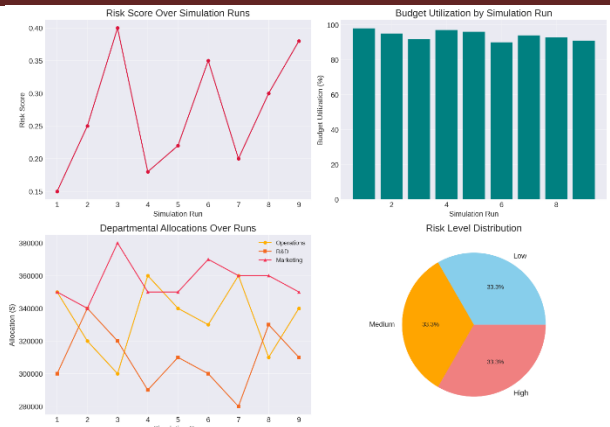 Risk Score Over Simulation Runs
0.40
0.35
0.30
0.25
0.20
0.15
Risk Score
1 2 3 4 5 6 7 8 9
Simulation Run
Budget Utilization by Simulation Run
100
80
60
40
20
0
Budget Utilization (%)
2 4 6 8
Simulation Run
Departmental Allocations Over Runs
380000
360000
340000
320000
300000
280000
Allocation ($)
Operations
R&D
Marketing
1 2 3 4 5 6 7 8 9
Risk Level Distribution
Low
33.3%
Medium
33.3%
33.3%
High